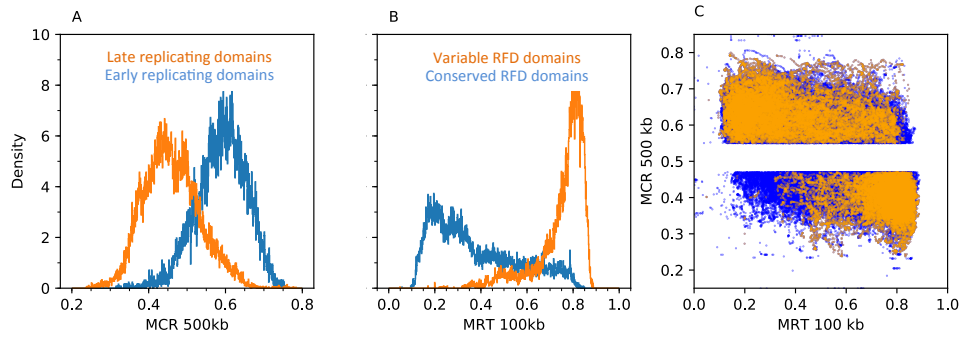 A
Late replicating domains
Early replicating domains
Density
10
8
6
4
2
0
0.2 0.4 0.6 0.8
MCR 500kb
B
Variable RFD domains
Conserved RFD domains
0.0 0.2 0.4 0.6 0.8 1.0
MRT 100kb
C
MCR 500 kb
0.8
0.7
0.6
0.5
0.4
0.3
0.2
0.0 0.2 0.4 0.6 0.8 1.0
MRT 100 kb